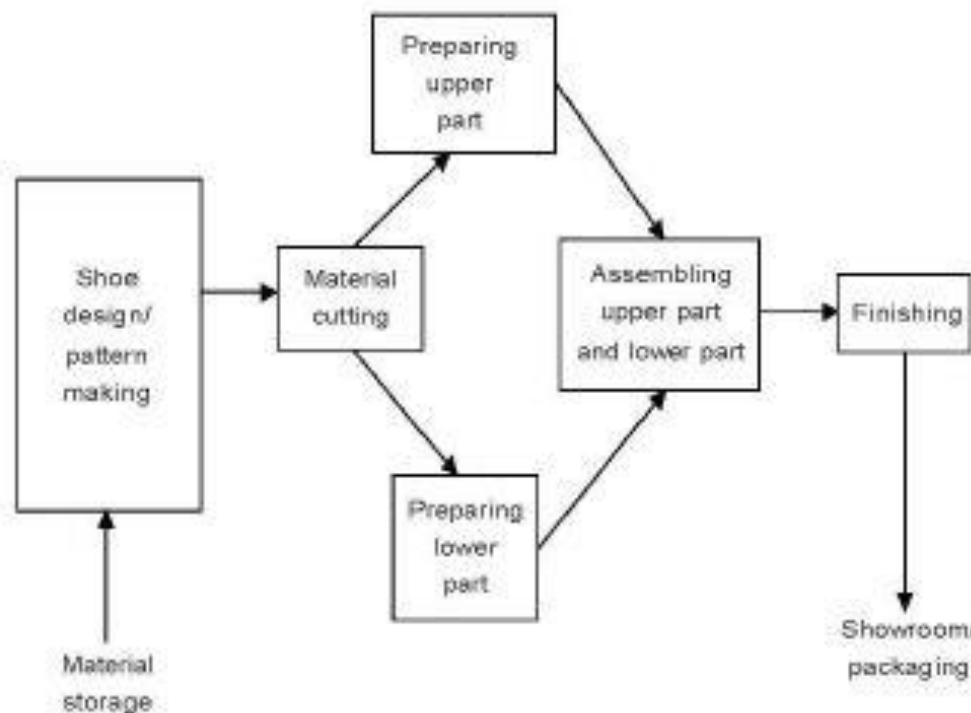 Preparing
upper
part
Shoe
design/
pattern
making
Material
cutting
Assembling
upper part
and lower part
Finishing
Preparing
lower
part
Material
storage
Showroom/
packaging